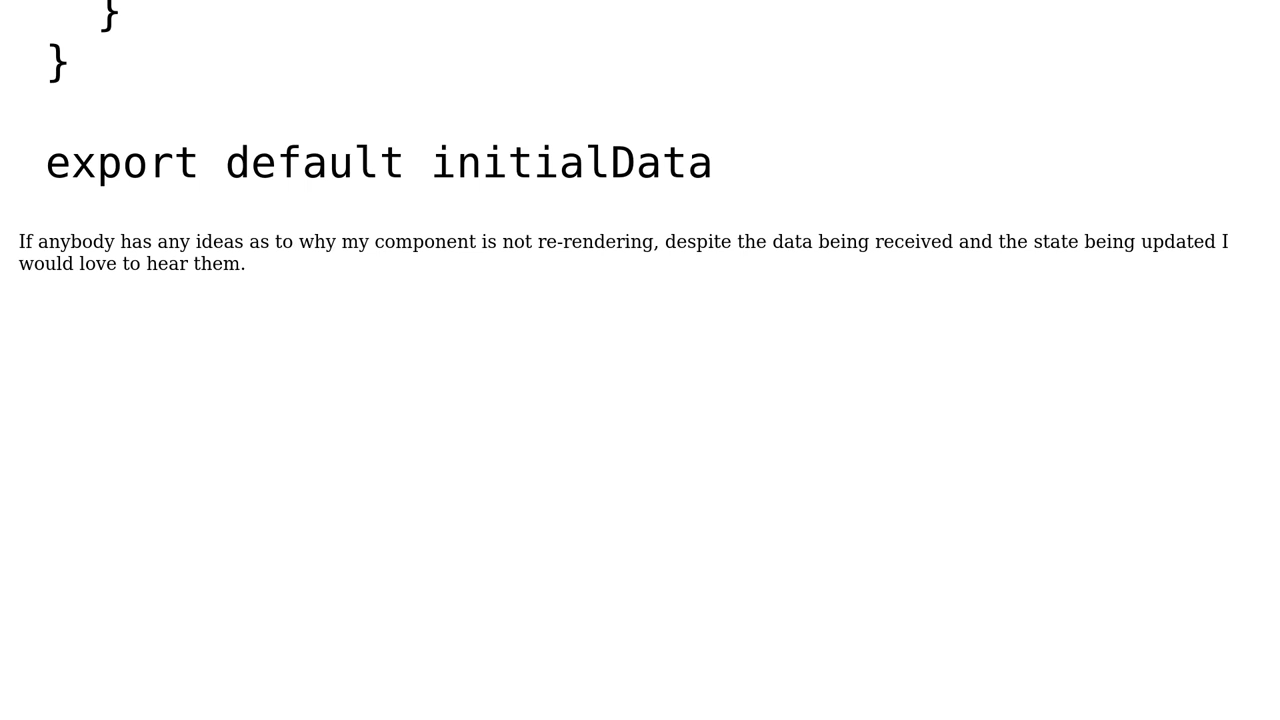 }
}
export default initialData
If anybody has any ideas as to why my component is not re-rendering, despite the data being received and the state being updated I
would love to hear them.